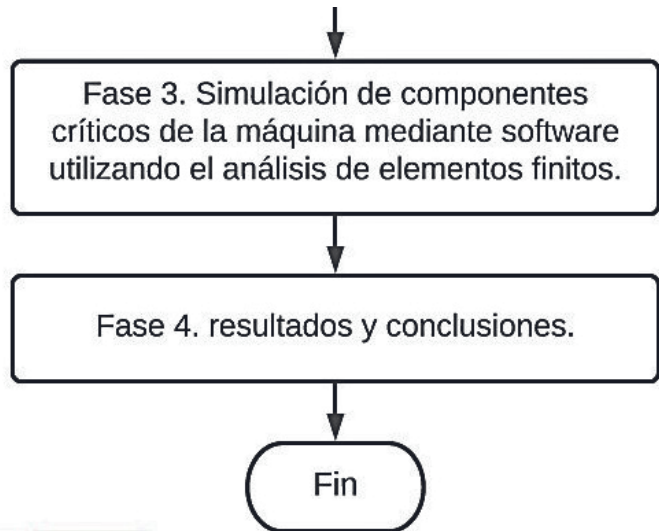 Fase 3. Simulación de componentes
críticos de la máquina mediante software
utilizando el análisis de elementos finitos.
Fase 4. resultados y conclusiones.
Fin